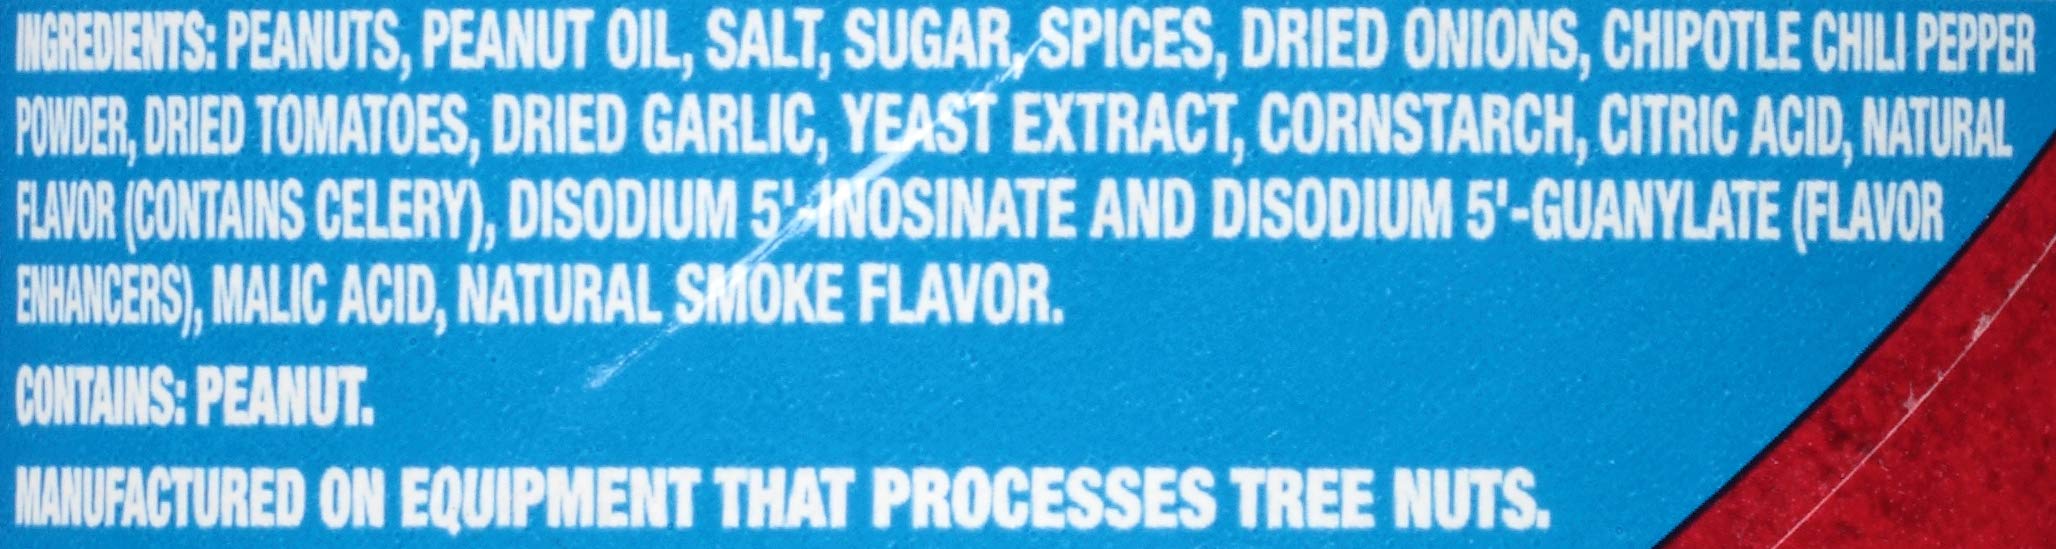 INGREDIENTS: PEANUTS, PEANUT OIL, SALT, SUGAR, SPICES, DRIED ONIONS, CHIPOTLE CHILI PEPPER
POWDER, DRIED TOMATOES, DRIED GARLIC, YEAST EXTRACT, CORNSTARCH, CITRIC ACID, NATURAL
FLAVOR (CONTAINS CELERY), DISODIUM 5'-INOSINATE AND DISODIUM 5'-GUANYLATE (FLAVOR
ENHANCERS), MALIC ACID, NATURAL SMOKE FLAVOR.
CONTAINS: PEANUT.
MANUFACTURED ON EQUIPMENT THAT PROCESSES TREE NUTS.